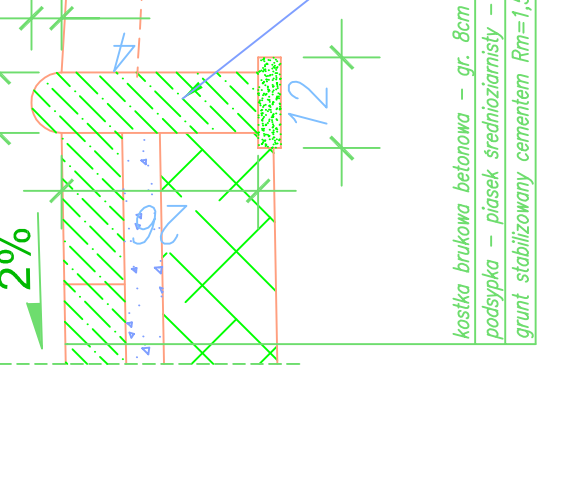 4
12
26
2%
kostka brukowa betonowa - gr. 8cm
podsypka - piasek średnioziarnisty -
grunt stabilizowany cementem Rm=1,5